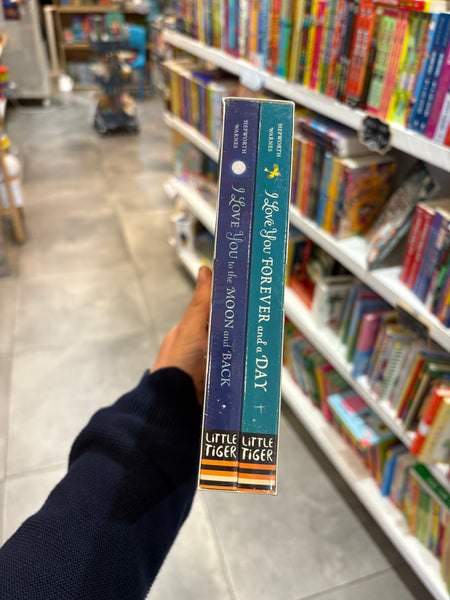 HEPWORTH
WARNES
I LOVE YOU to the MOON and BACK
LITTLE
TIGER
HEPWORTH
WARNES
I Love You FOREVER and a DAY
LITTLE
TIGER